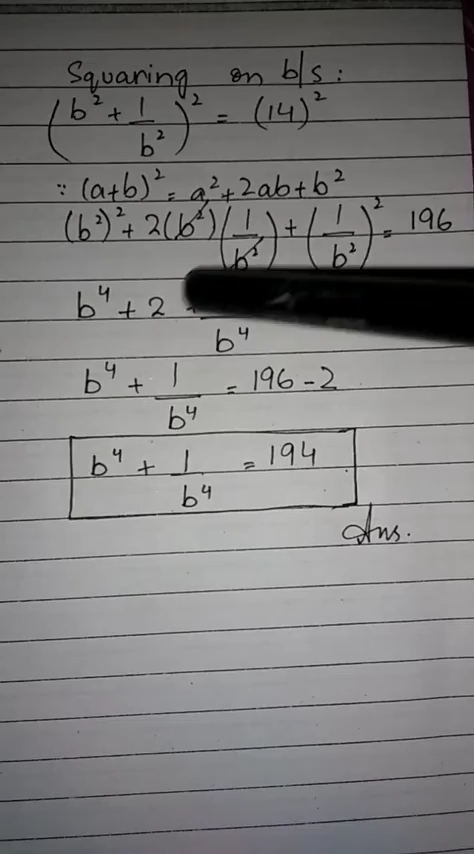 Squaring on b/s:
(b² + 1/b²)² = (14)²
∵ (a+b)² = a² + 2ab + b²
(b²)² + 2(b²)(1/b²) + (1/b²)² = 196
b⁴ + 2 b⁴
b⁴ + 1/b⁴ = 196 - 2
b⁴ + 1/b⁴ = 194
Ans.